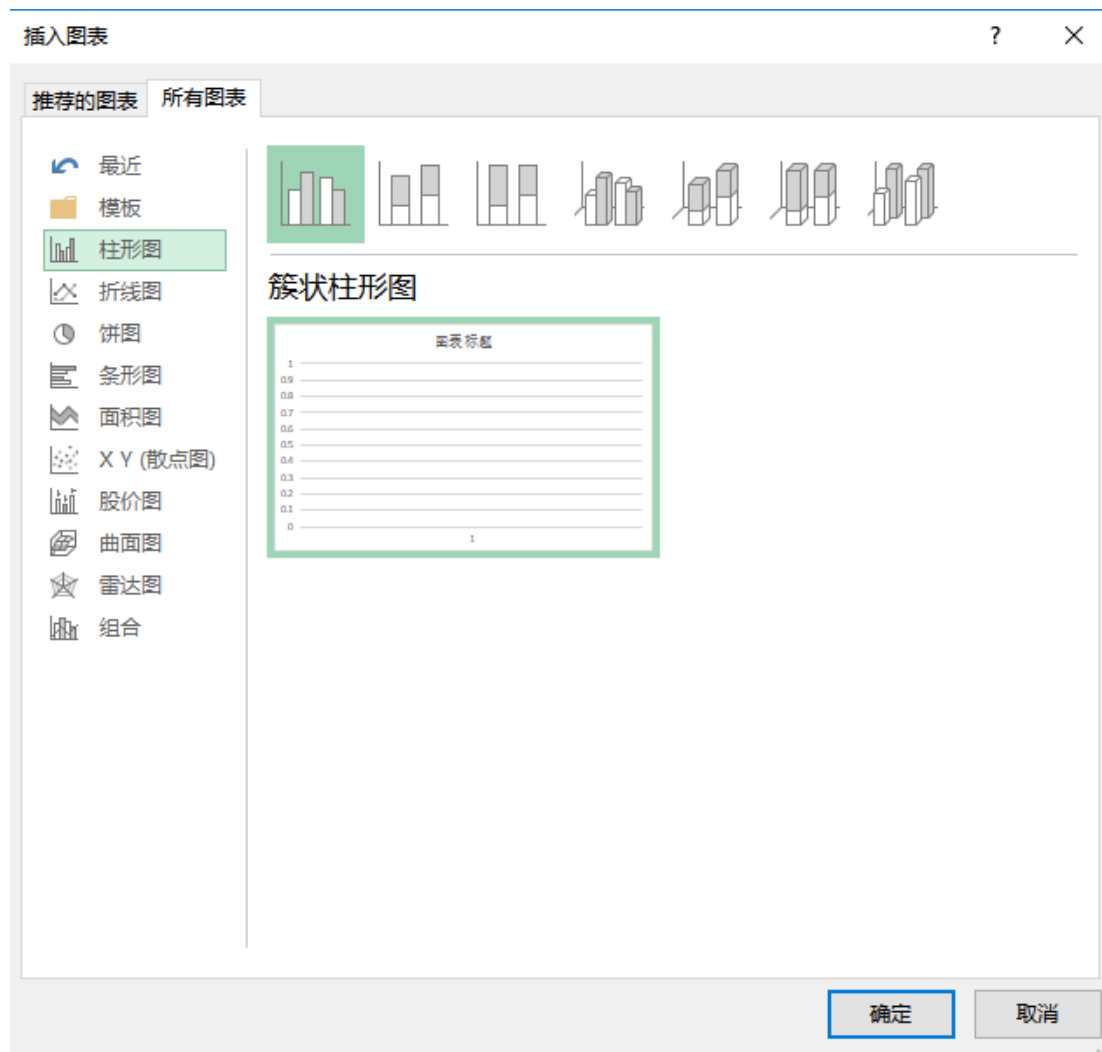 插入图表
?
推荐的图表 所有图表
最近
模板
柱形图
折线图
饼图
条形图
面积图
X Y (散点图)
股价图
曲面图
雷达图
组合
簇状柱形图
图表标题
1
0.9
0.8
0.7
0.6
0.5
0.4
0.3
0.2
0.1
0
1
确定 取消